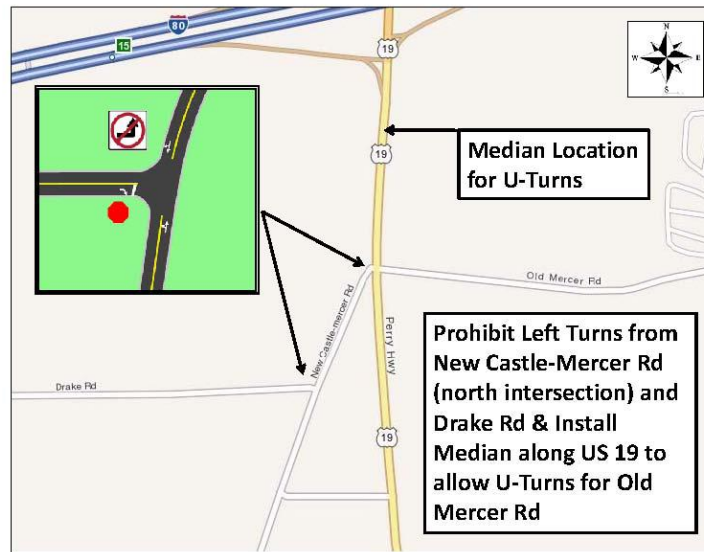 80
15
19
N
W E
S
19
Median Location
for U-Turns
Old Mercer Rd
New Castle-mercer Rd
Perry Hwy
Drake Rd
19
Prohibit Left Turns from
New Castle-Mercer Rd
(north intersection) and
Drake Rd & Install
Median along US 19 to
allow U-Turns for Old
Mercer Rd